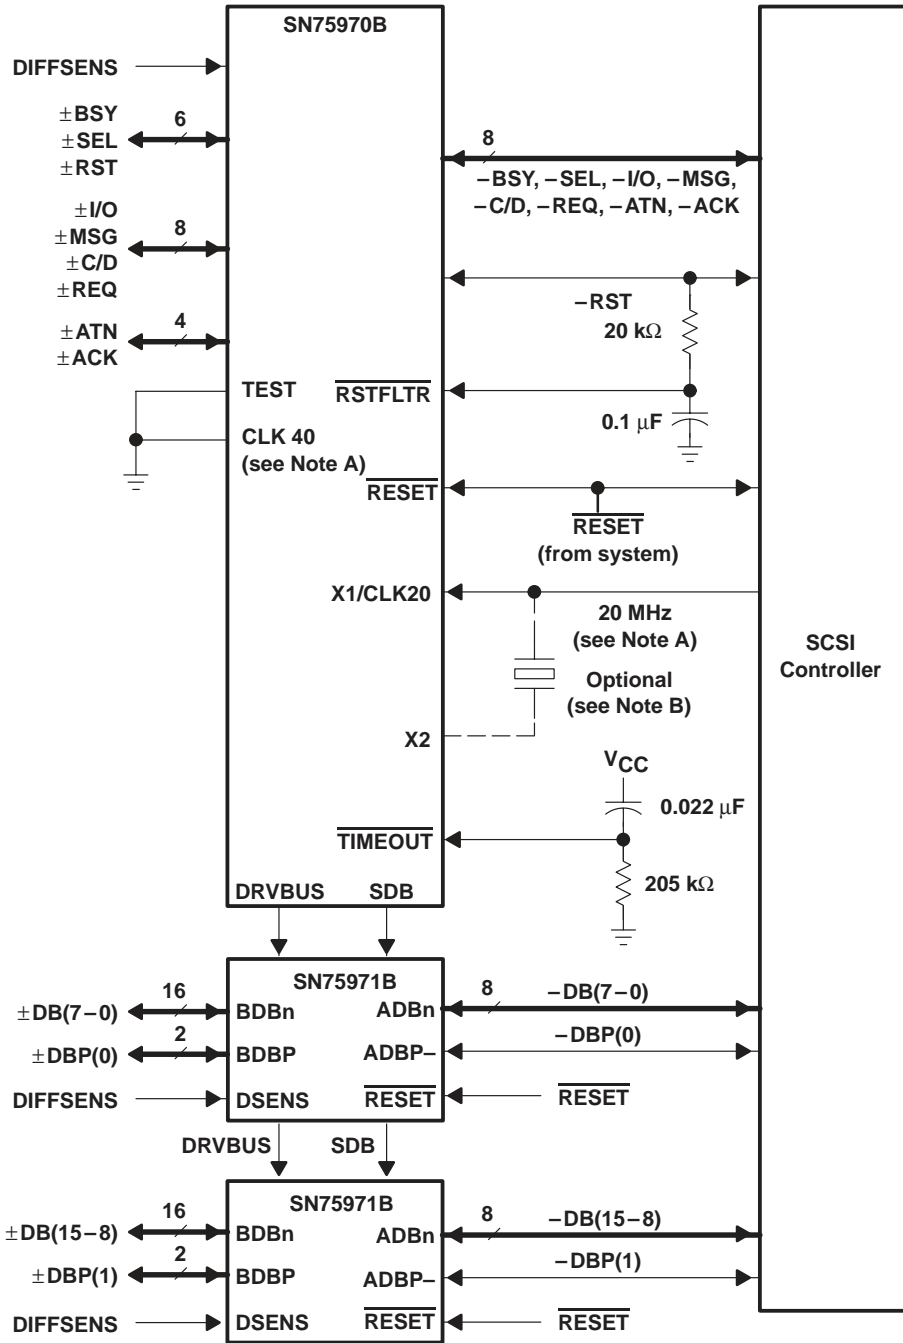 SN75970B
DIFFSENS
±BSY
±SEL
±RST
6
±I/O
±MSG
±C/D
±REQ
8
±ATN
±ACK
4
TEST
CLK 40
(see Note A)
8
−BSY, −SEL, −I/O, −MSG,
−C/D, −REQ, −ATN, −ACK
−RST
20 kΩ
RSTFLTR
0.1 µF
RESET
RESET
(from system)
X1/CLK20
20 MHz
(see Note A)
Optional
(see Note B)
X2
VCC
0.022 µF
TIMEOUT
205 kΩ
SCSI
Controller
DRVBUS SDB
SN75971B
±DB(7−0) 16 BDBn ADBn 8 −DB(7−0)
±DBP(0) 2 BDBP ADBP− −DBP(0)
DIFFSENS DSENS RESET RESET
DRVBUS SDB
SN75971B
±DB(15−8) 16 BDBn ADBn 8 −DB(15−8)
±DBP(1) 2 BDBP ADBP− −DBP(1)
DIFFSENS DSENS RESET RESET